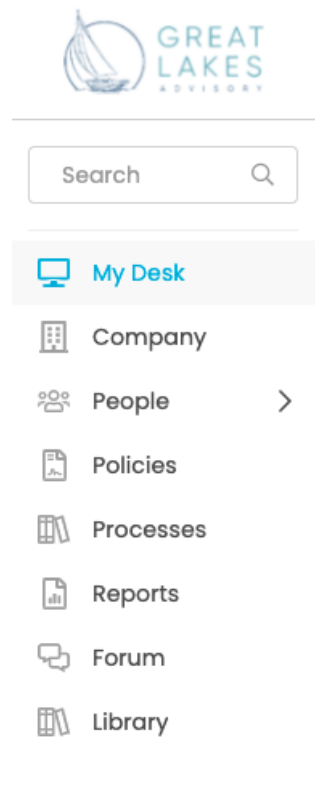 GREAT
LAKES
ADVISORY
Search
My Desk
Company
People
Policies
Processes
Reports
Forum
Library